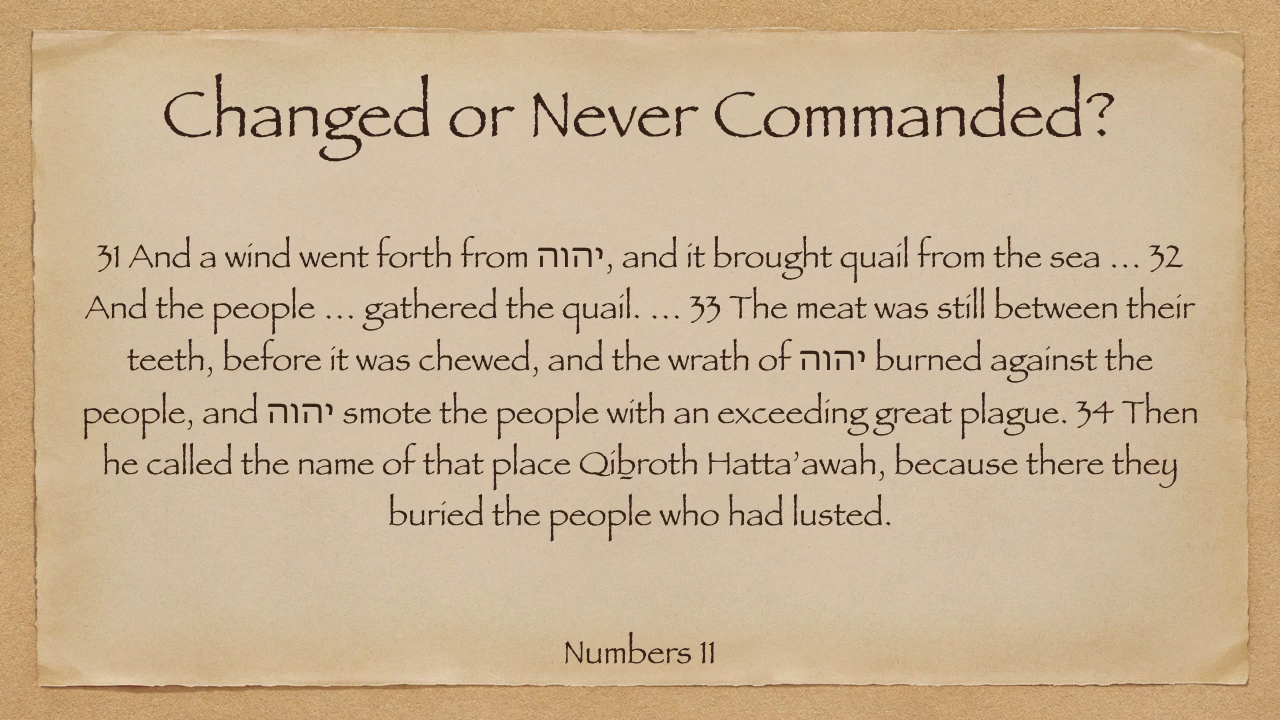 Changed or Never Commanded?
31 And a wind went forth from יהוה, and it brought quail from the sea … 32
And the people … gathered the quail. … 33 The meat was still between their
teeth, before it was chewed, and the wrath of יהוה burned against the
people, and יהוה smote the people with an exceeding great plague. 34 Then
he called the name of that place Qiḇroth Hatta’awah, because there they
buried the people who had lusted.
Numbers 11